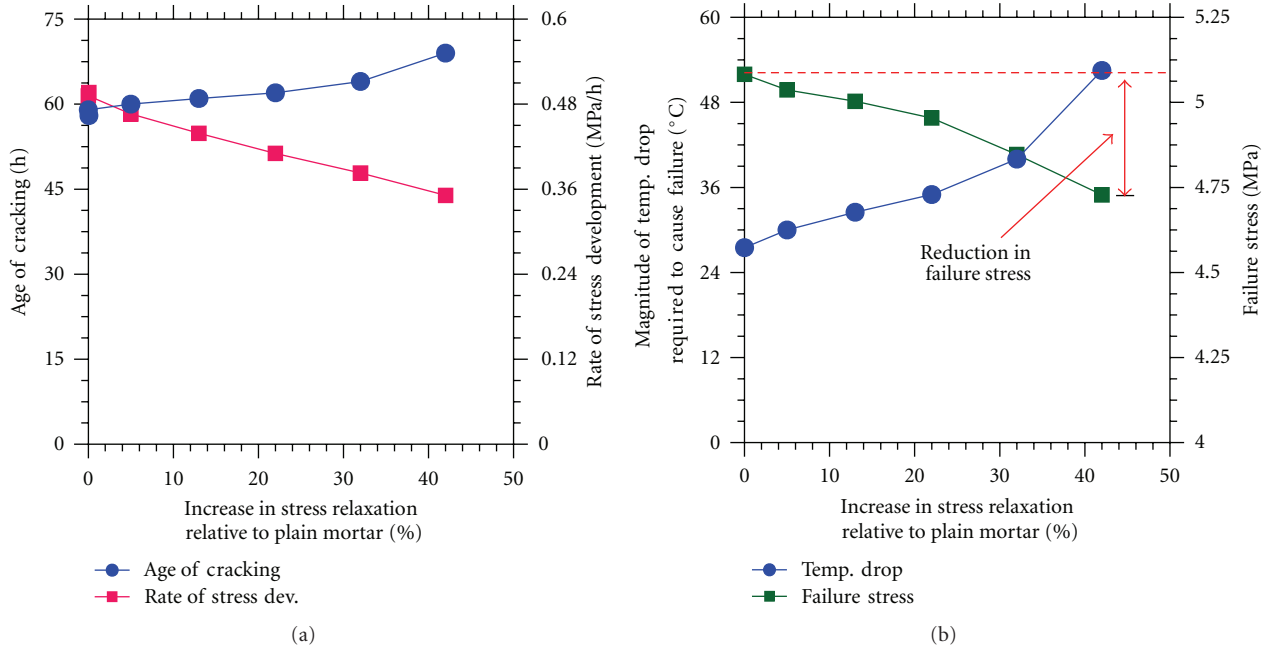 75
60
45
30
15
0
Age of cracking (h)
0.6
0.48
0.36
0.24
0.12
0
Rate of stress development (MPa/h)
0 10 20 30 40 50
Increase in stress relaxation
relative to plain mortar (%)
Age of cracking
Rate of stress dev.
(a)
60
48
36
24
12
0
Magnitude of temp. drop
required to cause failure (°C)
5.25
5
4.75
4.5
4.25
4
Failure stress (MPa)
Reduction in
failure stress
0 10 20 30 40 50
Increase in stress relaxation
relative to plain mortar (%)
Temp. drop
Failure stress
(b)